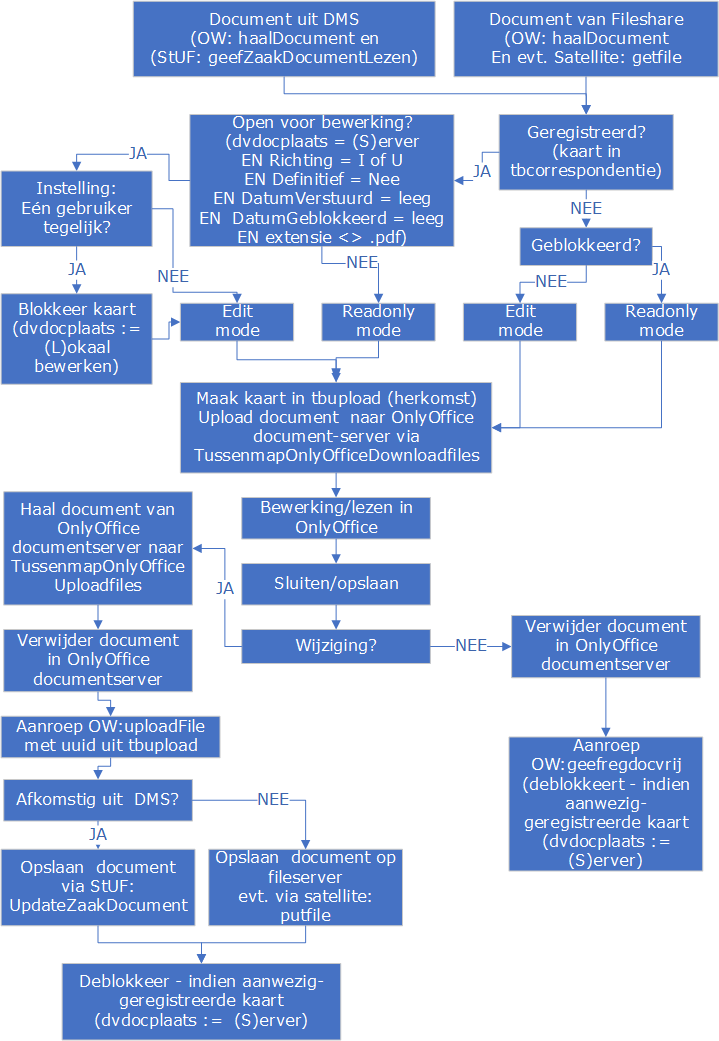 Document uit DMS
(OW: haalDocument en
(StUF: geefZaakDocumentLezen)
Document van Fileshare
(OW: haalDocument
En evt. Satellite: getfile
Open voor bewerking?
(dvdocplaats = (S)erver
EN Richting = I of U
EN Definitief = Nee
EN DatumVerstuurd = leeg
EN DatumGeblokkeerd = leeg
EN extensie <> .pdf)
Geregistreerd?
(kaart in
tbcorrespondentie)
JA
JA
Instelling:
Eén gebruiker
tegelijk?
NEE
Geblokkeerd?
JA
NEE
NEE
NEE
JA
Blokkeer kaart
(dvdocplaats :=
(L)okaal
bewerken)
Edit
mode
Readonly
mode
Edit
mode
Readonly
mode
Maak kaart in tbupload (herkomst)
Upload document naar OnlyOffice
document-server via
TussenmapOnlyOfficeDownloadfiles
Haal document van
OnlyOffice
documentserver naar
TussenmapOnlyOffice
Uploadfiles
Bewerking/lezen in
OnlyOffice
Sluiten/opslaan
JA
Wijziging?
NEE
Verwijder document
in OnlyOffice
documentserver
Verwijder document
in OnlyOffice
documentserver
Aanroep OW:uploadFile
met uuid uit tbupload
Aanroep
OW:geefregdocvrij
(deblokkeert - indien
aanwezig-
geregistreerde kaart
(dvdocplaats :=
(S)erver)
Afkomstig uit DMS?
NEE
JA
Opslaan document
via StUF:
UpdateZaakDocument
Opslaan document op
fileserver
evt. via satellite:
putfile
Deblokkeer - indien aanwezig-
geregistreerde kaart
(dvdocplaats := (S)erver)